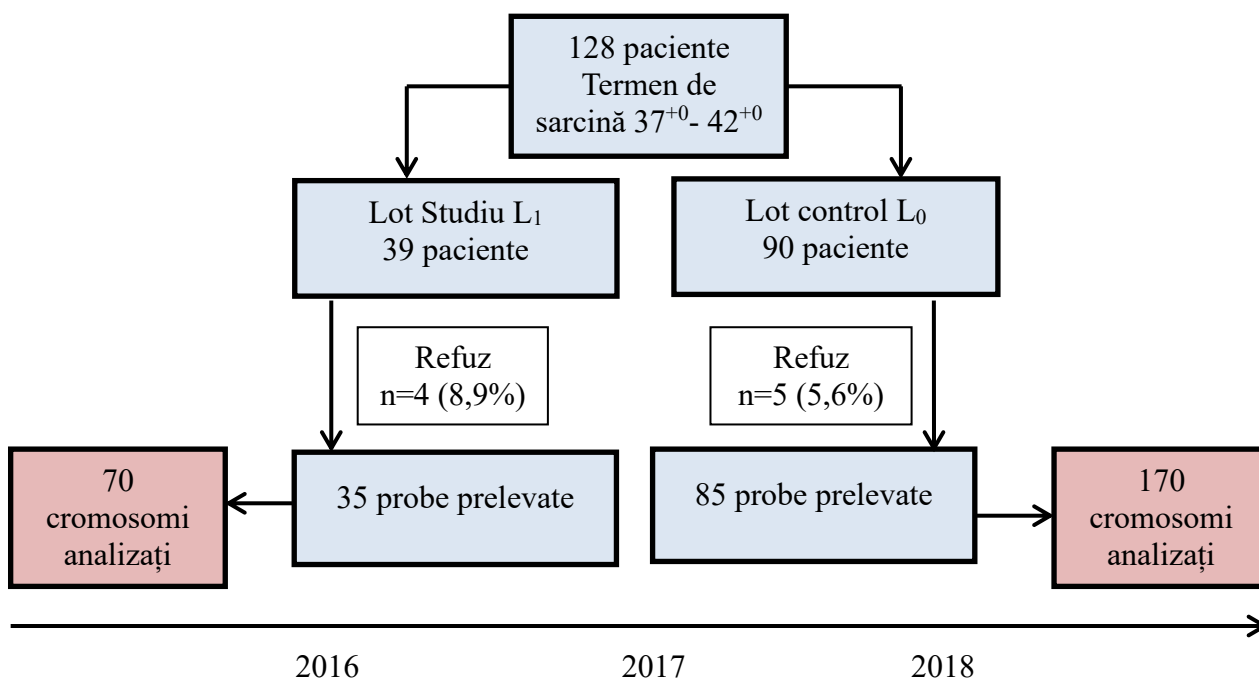 128 paciente
Termen de
sarcină 37⁺⁰- 42⁺⁰
Lot Studiu L₁
39 paciente
Lot control L₀
90 paciente
Refuz
n=4 (8,9%)
Refuz
n=5 (5,6%)
70
cromosomi
analizați
35 probe prelevate
85 probe prelevate
170
cromosomi
analizați
2016
2017
2018